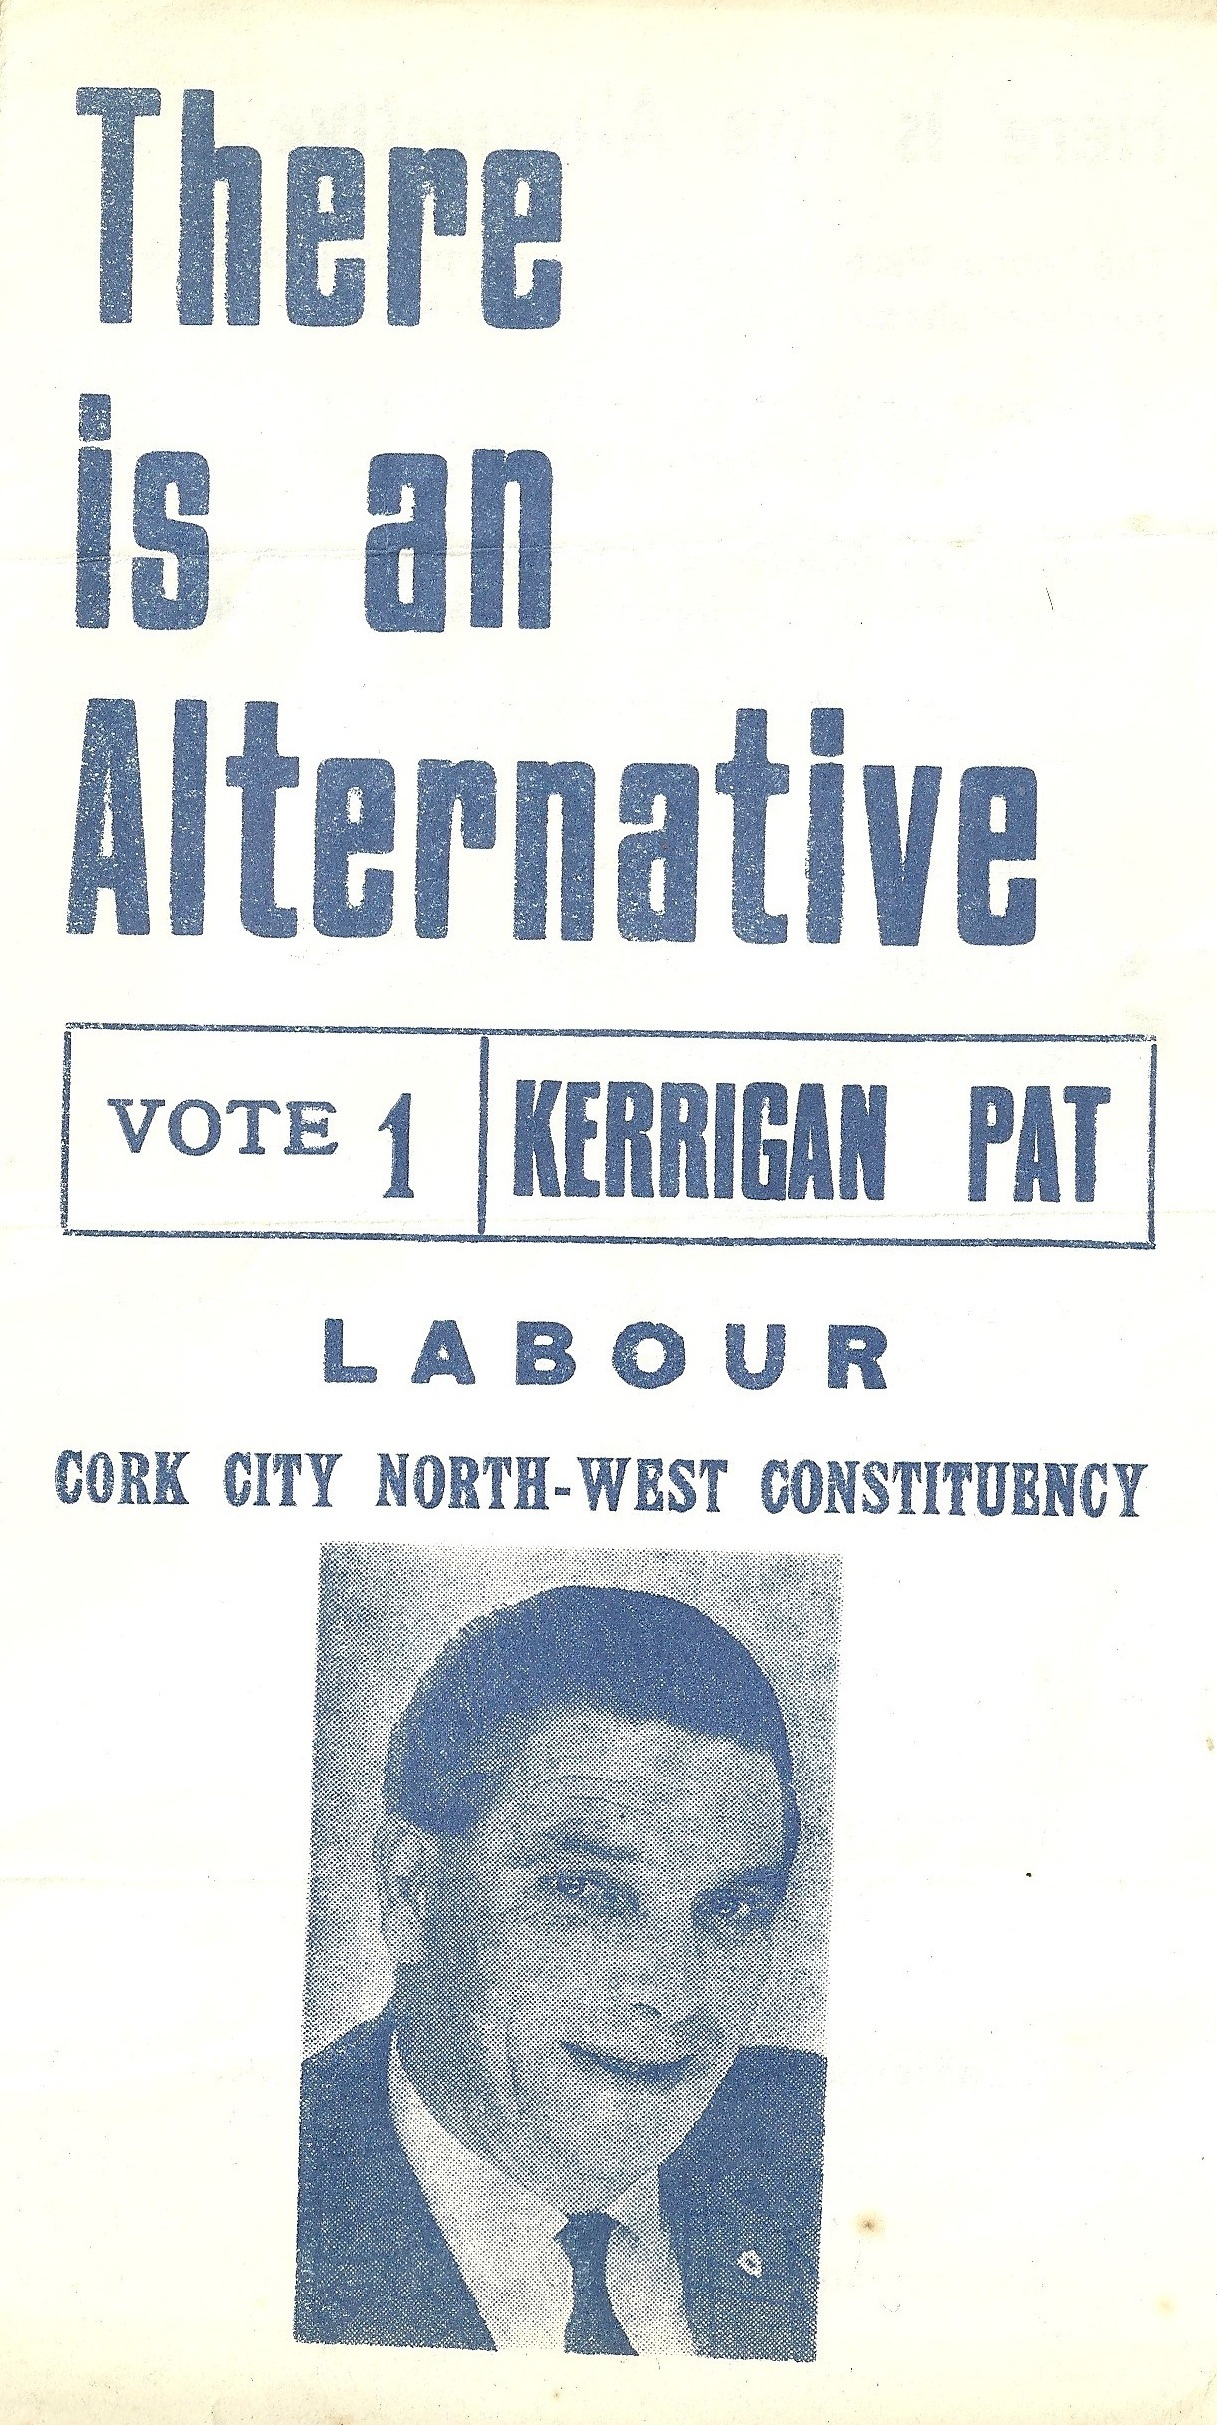 There
is an
Alternative
VOTE 1 KERRIGAN PAT
LABOUR
CORK CITY NORTH-WEST CONSTITUENCY